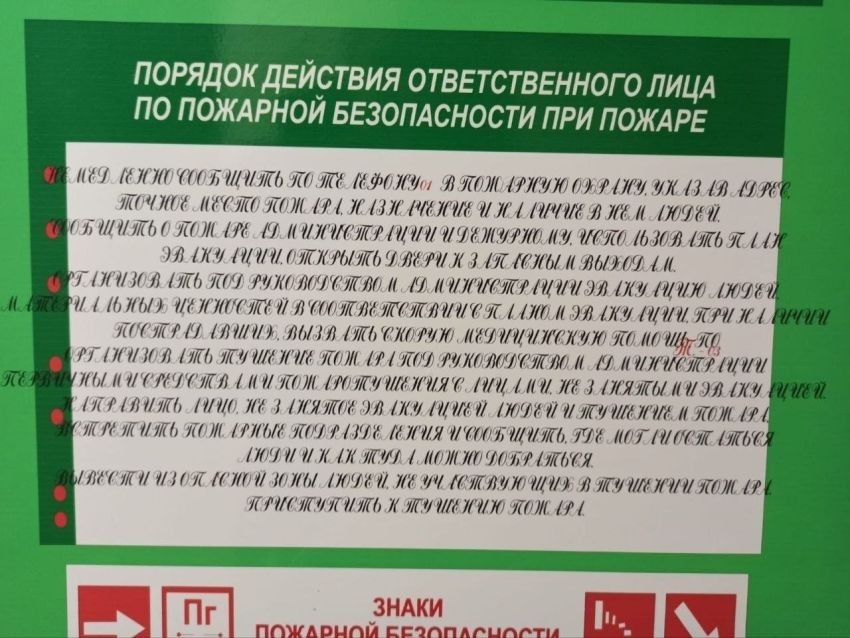 ПОРЯДОК ДЕЙСТВИЯ ОТВЕТСТВЕННОГО ЛИЦА
ПО ПОЖАРНОЙ БЕЗОПАСНОСТИ ПРИ ПОЖАРЕ
НЕМЕДЛЕННО СООБЩИТЬ ПО ТЕЛЕФОНУ 01 В ПОЖАРНУЮ ОХРАНУ, УКАЗАВ АДРЕС,
ТОЧНОЕ МЕСТО ПОЖАРА, НАЗНАЧЕНИЕ И НАЛИЧИЕ В НЕМ ЛЮДЕЙ.
СООБЩИТЬ О ПОЖАРЕ АДМИНИСТРАЦИИ И ДЕЖУРНОМУ, ИСПОЛЬЗОВАТЬ ПЛАН
ЭВАКУАЦИИ, ОТКРЫТЬ ДВЕРИ К ЗАПАСНЫМ ВЫХОДАМ.
ОРГАНИЗОВАТЬ ПОД РУКОВОДСТВОМ АДМИНИСТРАЦИИ ЭВАКУАЦИЮ ЛЮДЕЙ,
МАТЕРИАЛЬНЫХ ЦЕННОСТЕЙ В СООТВЕТСТВИИ С ПЛАНОМ ЭВАКУАЦИИ, ПРИ НАЛИЧИИ
ПОСТРАДАВШИХ, ВЫЗВАТЬ СКОРУЮ МЕДИЦИНСКУЮ ПОМОЩЬ ПО
Т - 03
ОРГАНИЗОВАТЬ ТУШЕНИЕ ПОЖАРА ПОД РУКОВОДСТВОМ АДМИНИСТРАЦИИ
ПЕРВИЧНЫМИ СРЕДСТВАМИ ПОЖАРОТУШЕНИЯ С ЛИЦАМИ, НЕ ЗАНЯТЫМИ ЭВАКУАЦИЕЙ.
НАПРАВИТЬ ЛИЦО, НЕ ЗАНЯТОЕ ЭВАКУАЦИЕЙ ЛЮДЕЙ И ТУШЕНИЕМ ПОЖАРА,
ВСТРЕТИТЬ ПОЖАРНЫЕ ПОДРАЗДЕЛЕНИЯ И СООБЩИТЬ, ГДЕ МОГЛИ ОСТАТЬСЯ
ЛЮДИ И КАК ТУДА МОЖНО ДОБРАТЬСЯ.
ВЫВЕСТИ ИЗ ОПАСНОЙ ЗОНЫ ЛЮДЕЙ, НЕ УЧАСТВУЮЩИХ В ТУШЕНИИ ПОЖАРА.
ПРИСТУПИТЬ К ТУШЕНИЮ ПОЖАРА.
Пг
ЗНАКИ
ПОЖАРНОЙ БЕЗОПАСНОСТИ